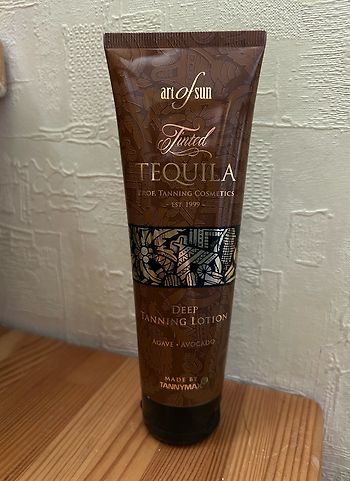 art of sun
Tinted
TEQUILA
PROF. TANNING COSMETICS
- EST. 1999 -
DEEP
TANNING LOTION
AGAVE • AVOCADO
MADE BY
TANNYMAX